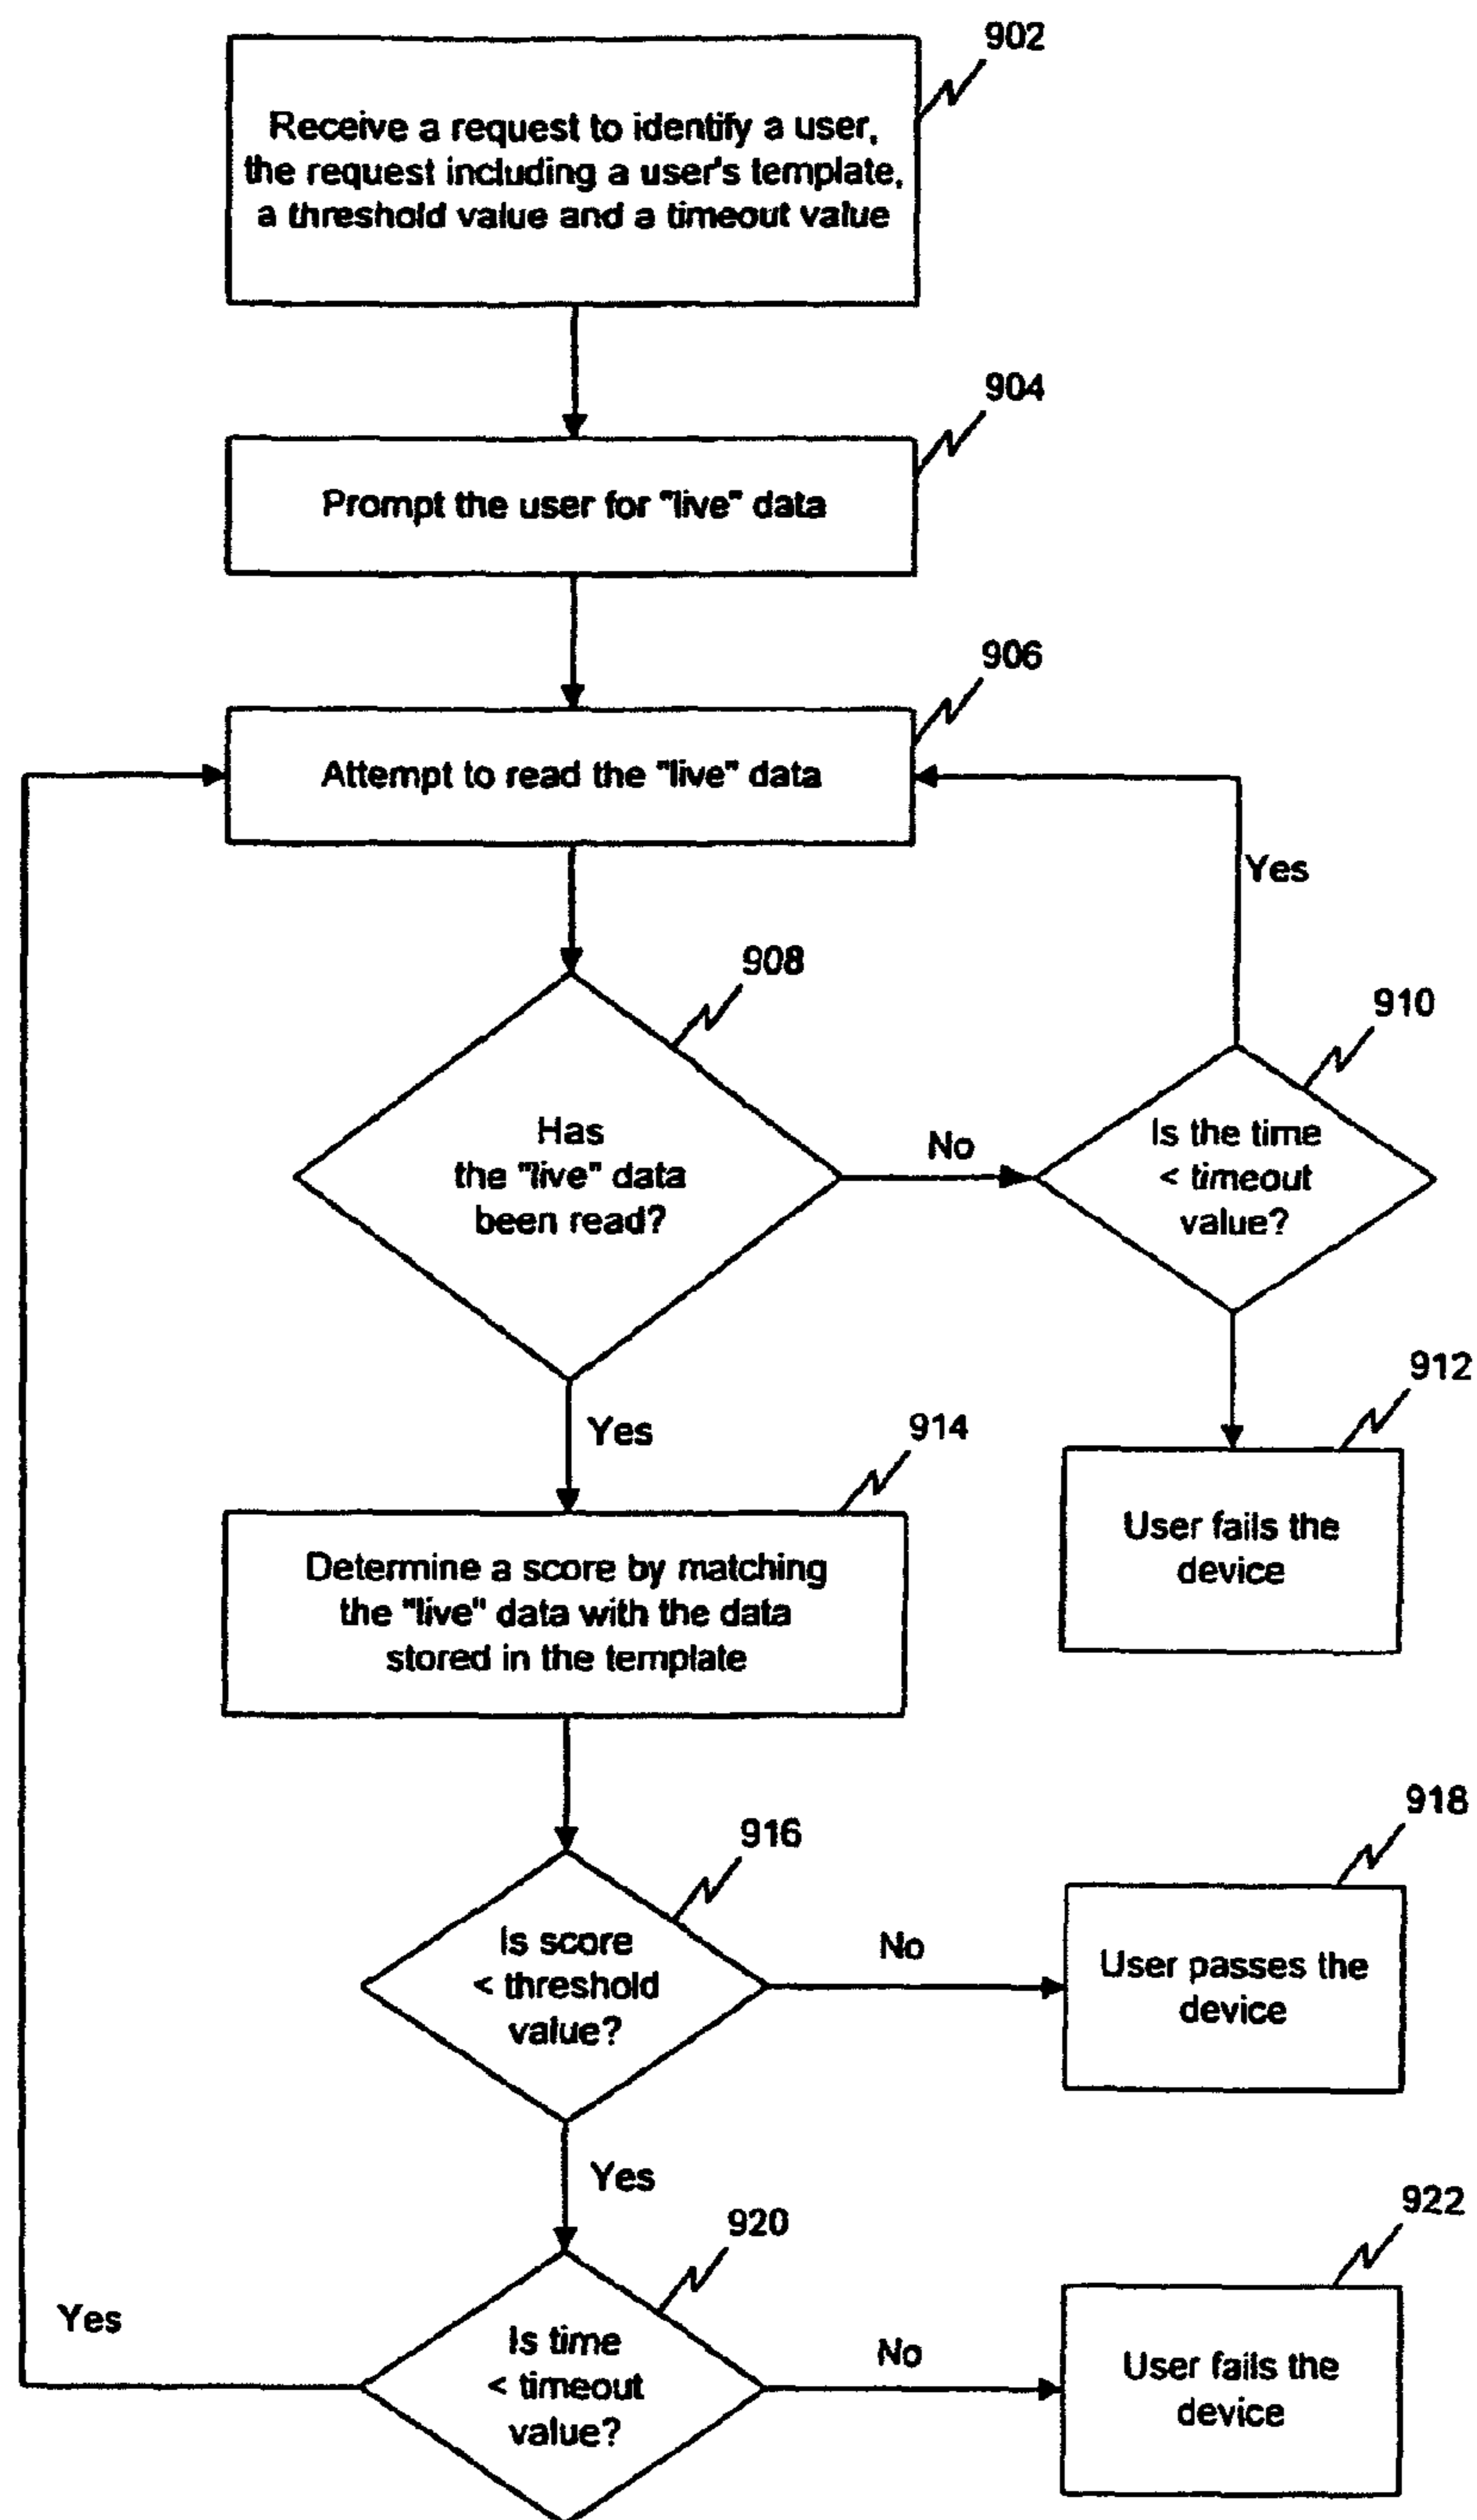 902
Receive a request to identify a user,
the request including a user's template,
a threshold value and a timeout value
904
Prompt the user for "live" data
906
Attempt to read the "live" data
Yes
908
Has
the "live" data
been read?
No
910
Is the time
< timeout
value?
912
User fails the
device
Yes
914
Determine a score by matching
the "live" data with the data
stored in the template
916
Is score
< threshold
value?
No
918
User passes the
device
Yes
920
Is time
< timeout
value?
Yes
No
922
User fails the
device